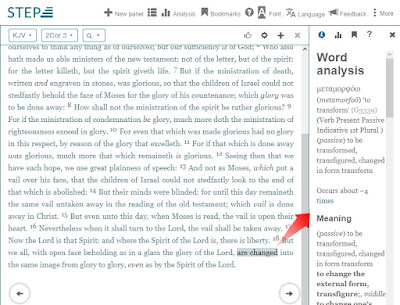 STEP
New panel Analysis Bookmarks Font Language Feedback More
KJV 2Cor 3
ourselves to think any thing as of ourselves; but our sufficiency is of God; 6 Who also
hath made us able ministers of the new testament; not of the letter, but of the spirit:
for the letter killeth, but the spirit giveth life. 7 But if the ministration of death,
written and engraven in stones, was glorious, so that the children of Israel could not
stedfastly behold the face of Moses for the glory of his countenance; which glory was
to be done away: 8 How shall not the ministration of the spirit be rather glorious? 9
For if the ministration of condemnation be glory, much more doth the ministration of
righteousness exceed in glory. 10 For even that which was made glorious had no glory
in this respect, by reason of the glory that excelleth. 11 For if that which is done away
was glorious, much more that which remaineth is glorious. 12 Seeing then that we
have such hope, we use great plainness of speech: 13 And not as Moses, which put a
vail over his face, that the children of Israel could not stedfastly look to the end of
that which is abolished: 14 But their minds were blinded: for until this day remaineth
the same vail untaken away in the reading of the old testament; which vail is done
away in Christ. 15 But even unto this day, when Moses is read, the vail is upon their
heart. 16 Nevertheless when it shall turn to the Lord, the vail shall be taken away. 17
Now the Lord is that Spirit: and where the Spirit of the Lord is, there is liberty. 18 But
we all, with open face beholding as in a glass the glory of the Lord, are changed into
the same image from glory to glory, even as by the Spirit of the Lord.
Word
analysis
μεταμορφόω
(metamorfoō) 'to
transform' (G3339)
(Verb Present Passive
Indicative 1st Plural )
(passive) to be
transformed,
transfigured, changed
in form transform
Occurs about ~4
times
Meaning
(passive) to be
transformed,
transfigured, changed
in form transform
to change the
external form,
transfigure;, middle
to change one's